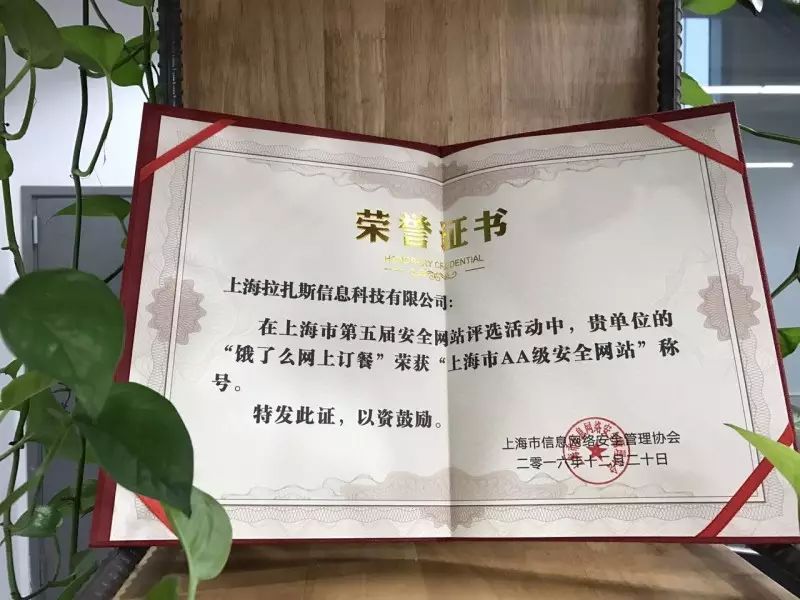 荣誉证书
HONORARY CREDENTIAL
上海拉扎斯信息科技有限公司:
在上海市第五届安全网站评选活动中，贵单位的
“饿了么网上订餐”荣获“上海市AA级安全网站”称
号。
特发此证，以资鼓励。
上海市信息网络安全管理协会
二零一六年十二月二十日